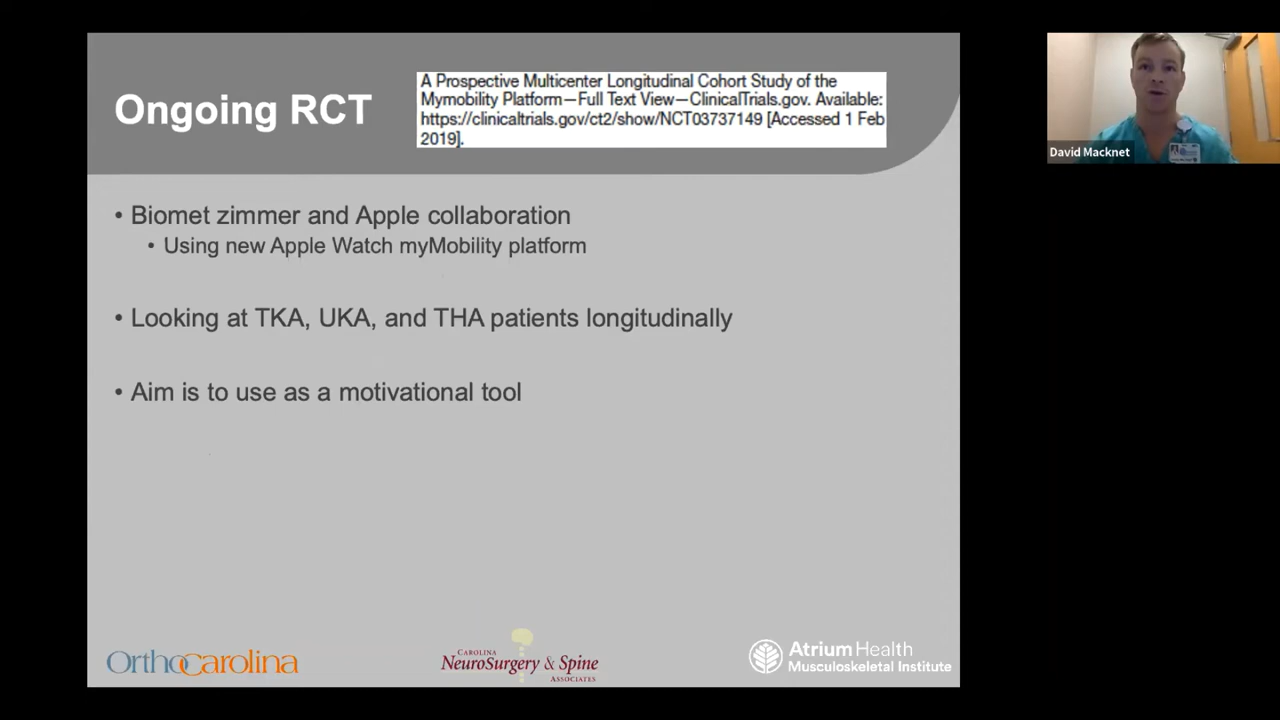 Ongoing RCT
A Prospective Multicenter Longitudinal Cohort Study of the
Mymobility Platform—Full Text View—ClinicalTrials.gov. Available:
https://clinicaltrials.gov/ct2/show/NCT03737149 [Accessed 1 Feb
2019].
David Macknet
• Biomet zimmer and Apple collaboration
• Using new Apple Watch myMobility platform
• Looking at TKA, UKA, and THA patients longitudinally
• Aim is to use as a motivational tool
OrthoCarolina
CAROLINA
NEUROSURGERY & SPINE
ASSOCIATES
Atrium Health
Musculoskeletal Institute